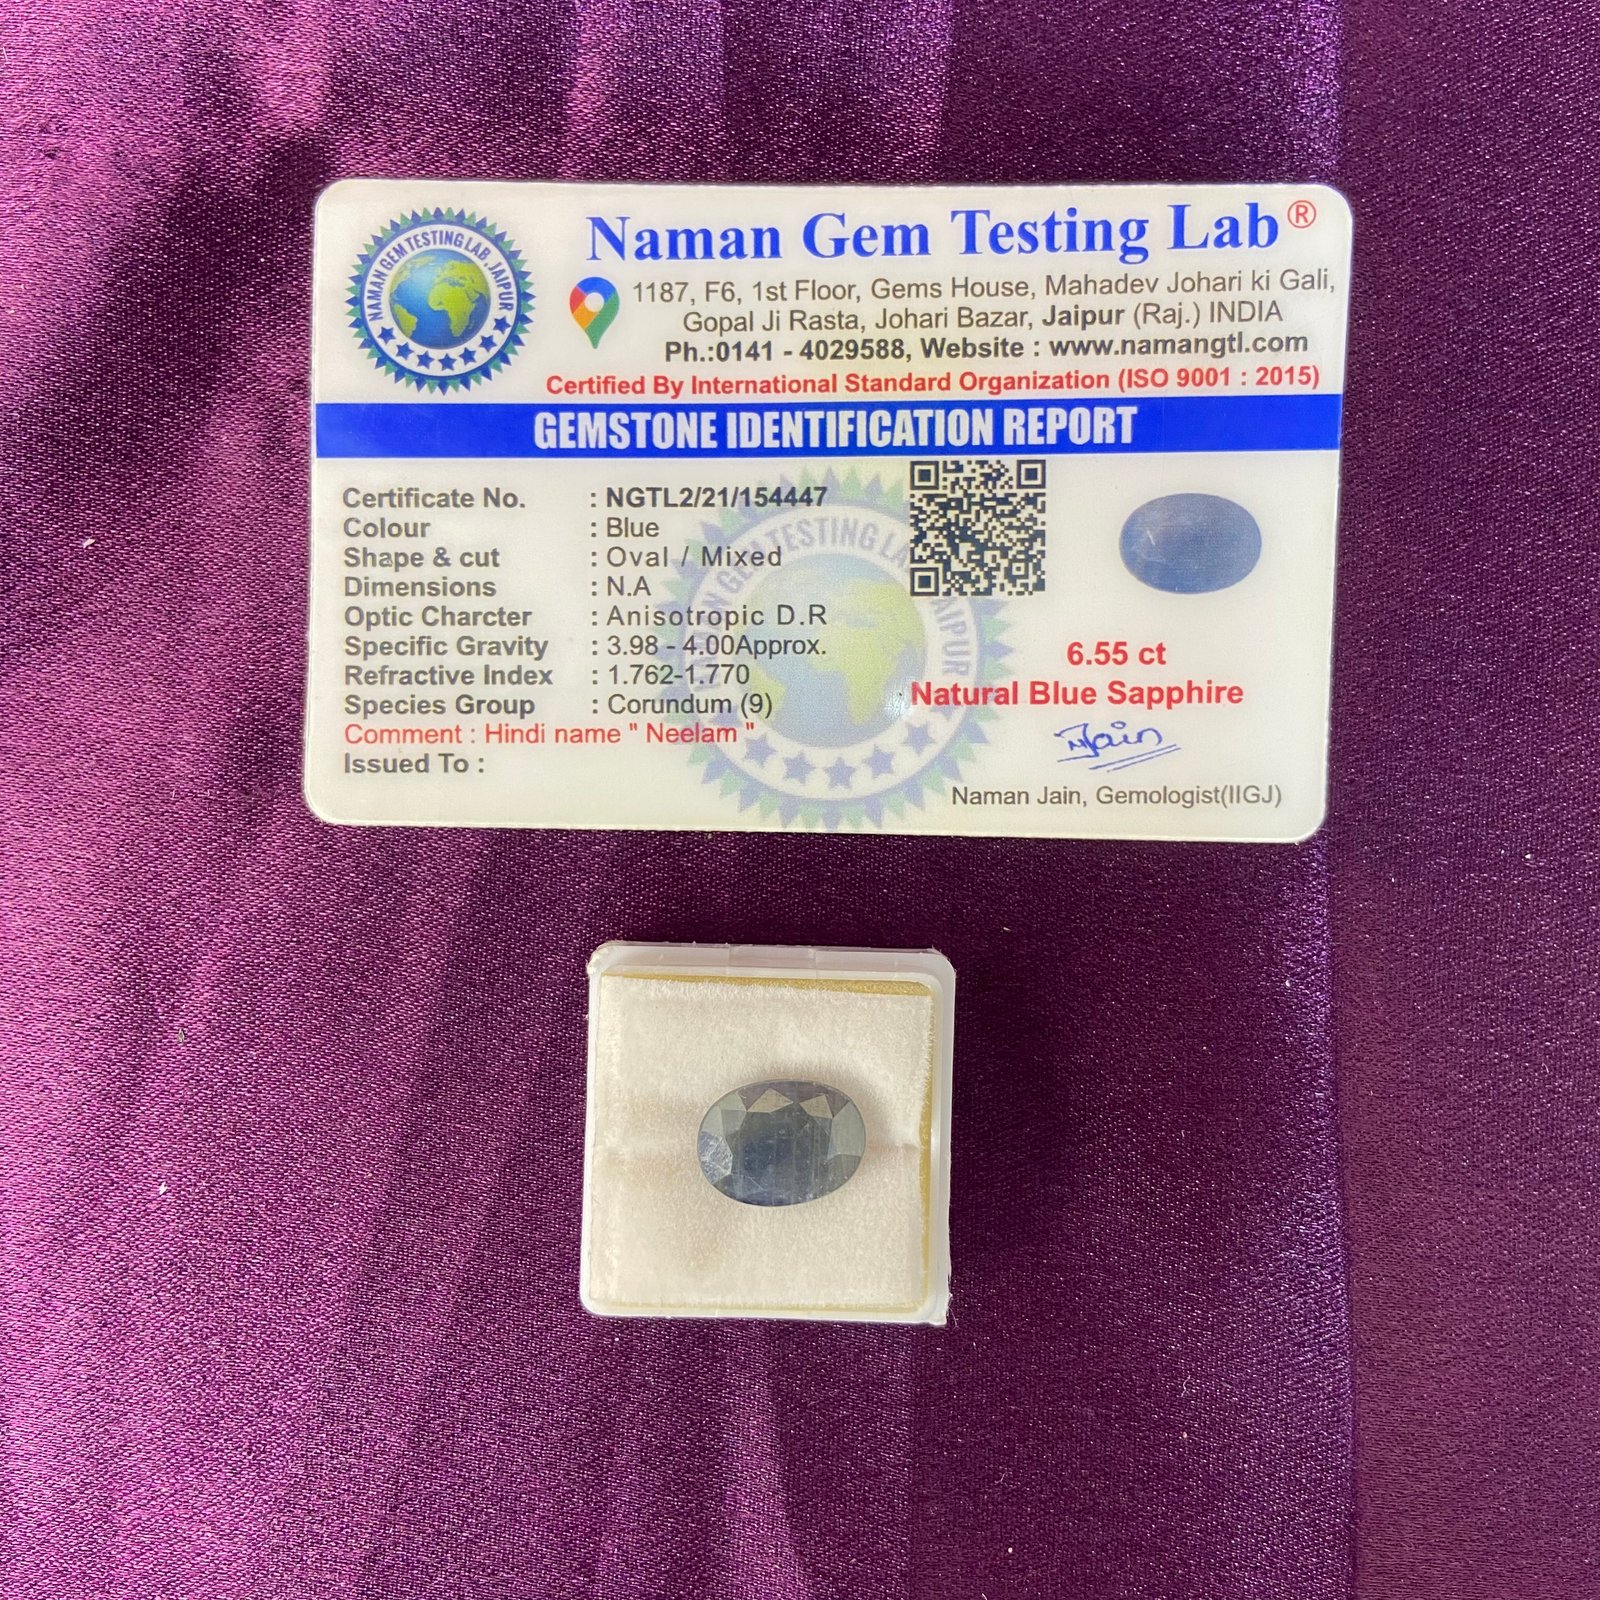 NAMAN GEM TESTING LAB, JAIPUR
Naman Gem Testing Lab®
1187, F6, 1st Floor, Gems House, Mahadev Johari ki Gali,
Gopal Ji Rasta, Johari Bazar, Jaipur (Raj.) INDIA
Ph.:0141 - 4029588, Website : www.namangtl.com
Certified By International Standard Organization (ISO 9001 : 2015)
GEMSTONE IDENTIFICATION REPORT
Certificate No. : NGTL2/21/154447
Colour : Blue
Shape & cut : Oval / Mixed
Dimensions : N.A
Optic Charcter : Anisotropic D.R
Specific Gravity : 3.98 - 4.00Approx.
Refractive Index : 1.762-1.770
Species Group : Corundum (9)
Comment : Hindi name " Neelam "
Issued To :
6.55 ct
Natural Blue Sapphire
NJain
Naman Jain, Gemologist(IIGJ)